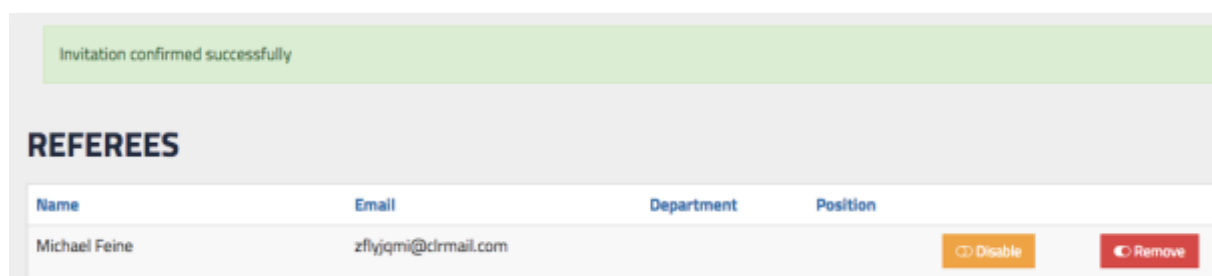 Invitation confirmed successfully
REFEREES
Name Email Department Position
Michael Feine zflyjqmi@clrmail.com Disable Remove